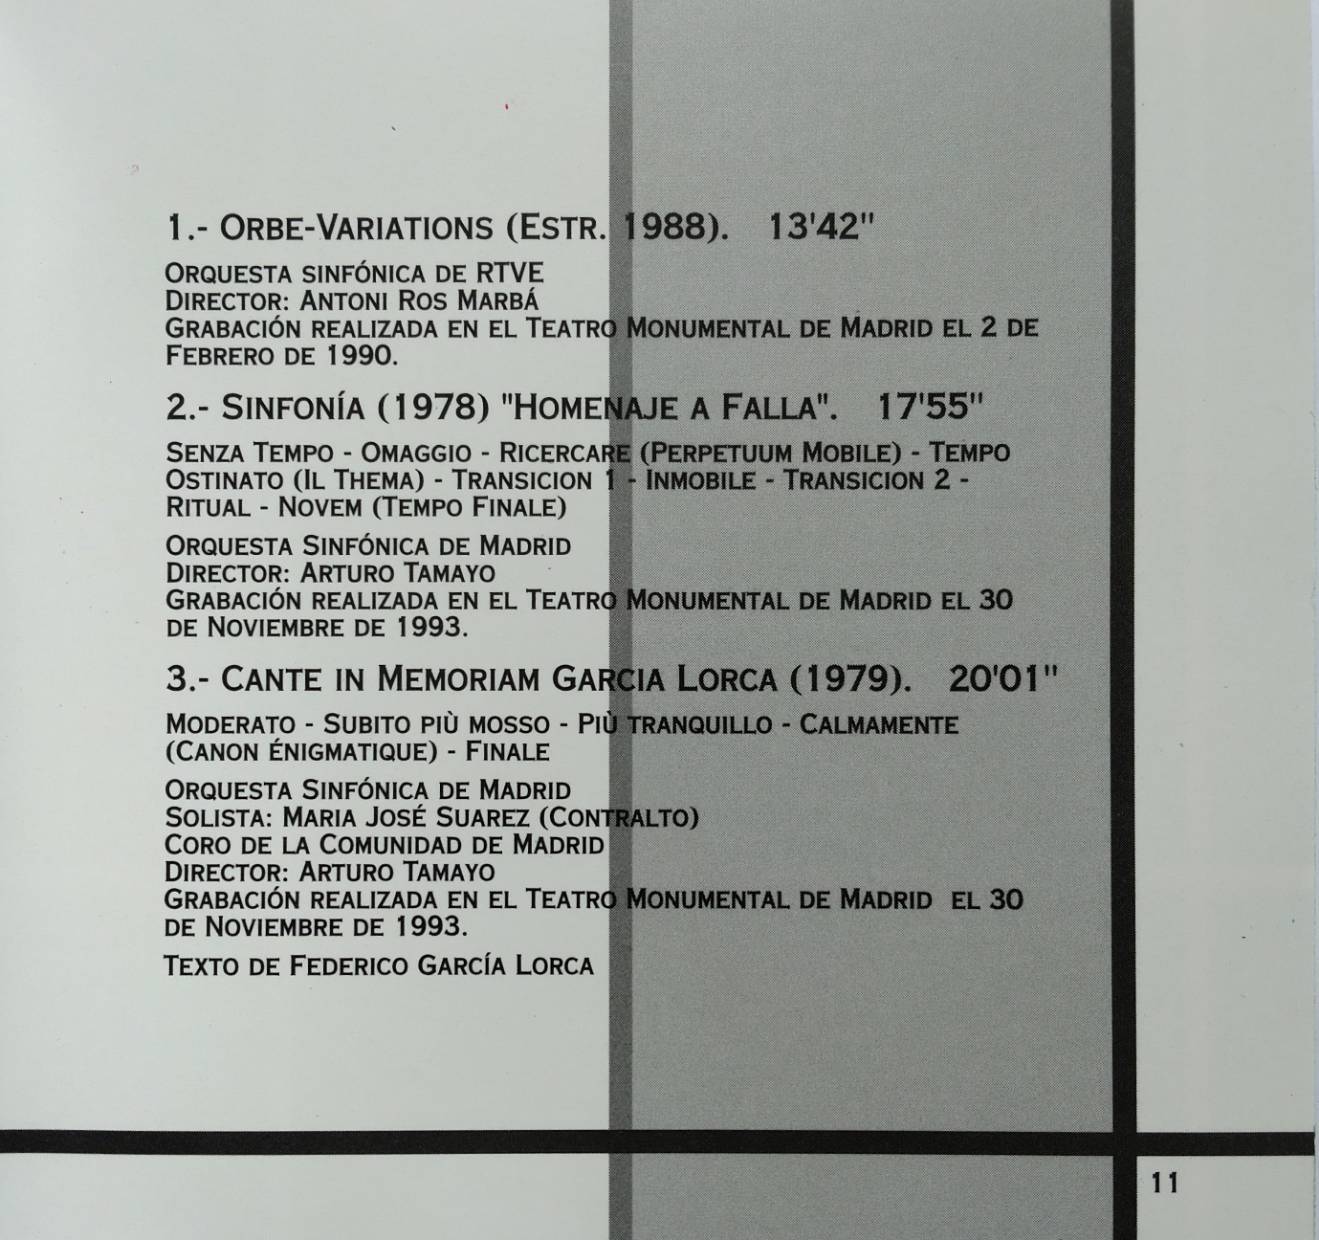 1.- Orbe-Variations (Estr. 1988). 13'42"
Orquesta sinfónica de RTVE
Director: Antoni Ros Marbá
Grabación realizada en el Teatro Monumental de Madrid el 2 de
Febrero de 1990.
2.- Sinfonía (1978) "Homenaje a Falla". 17'55"
Senza Tempo - Omaggio - Ricercare (Perpetuum Mobile) - Tempo
Ostinato (Il Thema) - Transicion 1 - Inmobile - Transicion 2 -
Ritual - Novem (Tempo Finale)
Orquesta Sinfónica de Madrid
Director: Arturo Tamayo
Grabación realizada en el Teatro Monumental de Madrid el 30
de Noviembre de 1993.
3.- Cante in Memoriam Garcia Lorca (1979). 20'01"
Moderato - Subito più mosso - Più tranquillo - Calmamente
(Canon Énigmatique) - Finale
Orquesta Sinfónica de Madrid
Solista: Maria José Suarez (Contralto)
Coro de la Comunidad de Madrid
Director: Arturo Tamayo
Grabación realizada en el Teatro Monumental de Madrid el 30
de Noviembre de 1993.
Texto de Federico García Lorca
11